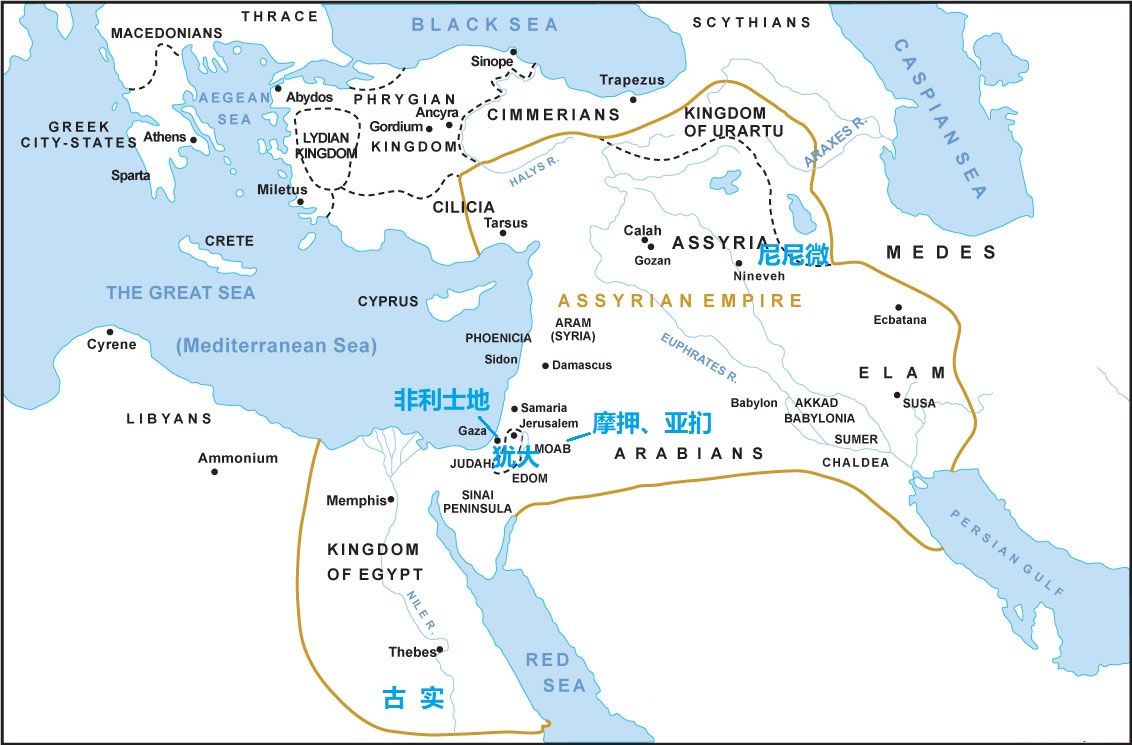 THRACE
BLACK SEA
SCYTHIANS
MACEDONIANS
CASPIAN SEA
Sinope
Trapezus
AEGEAN
SEA
Abydos
PHRYGIAN
KINGDOM
Ancyra
Gordium
CIMMERIANS
KINGDOM
OF URARTU
ARAXES R.
GREEK
CITY-STATES
Athens
LYDIAN
KINGDOM
HALYS R.
Sparta
Miletus
CILICIA
Tarsus
CRETE
Calah
Gozan
ASSYRIA
尼尼微
Nineveh
MEDES
THE GREAT SEA
(Mediterranean Sea)
CYPRUS
ASSYRIAN EMPIRE
Cyrene
PHOENICIA
Sidon
ARAM
(SYRIA)
Damascus
EUPHRATES R.
Ecbatana
ELAM
SUSA
非利士地
Samaria
Jerusalem
Gaza
摩押、亚扪
MOAB
犹大
JUDAH
EDOM
Babylon
AKKAD
BABYLONIA
SUMER
CHALDEA
LIBYANS
ARABIANS
Ammonium
Memphis
SINAI
PENINSULA
PERSIAN GULF
KINGDOM
OF EGYPT
NILE R.
Thebes
古实
RED
SEA